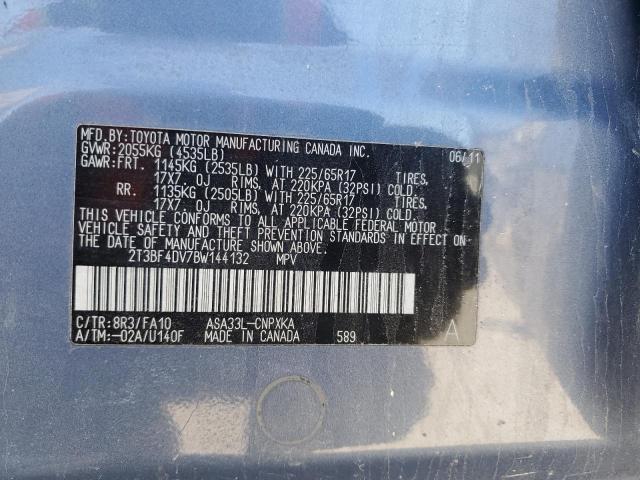 MFD.BY:TOYOTA MOTOR MANUFACTURING CANADA INC.
GVWR:2055KG (4535LB) 06/11
GAWR:FRT. 1145KG (2535LB) WITH 225/65R17 TIRES,
17X7 OJ RIMS, AT 220KPA (32PSI) COLD.
RR. 1135KG (2505LB) WITH 225/65R17 TIRES,
17X7 OJ RIMS, AT 220KPA (32PSI) COLD.
THIS VEHICLE CONFORMS TO ALL APPLICABLE FEDERAL MOTOR
VEHICLE SAFETY AND THEFT PREVENTION STANDARDS IN EFFECT ON
THE DATE OF MANUFACTURE SHOWN ABOVE.
2T3BF4DV7BW144132 MPV
C/TR:8R3/FA10 ASA33L-CNPXKA
A/TM:-02A/U140F MADE IN CANADA 589 A